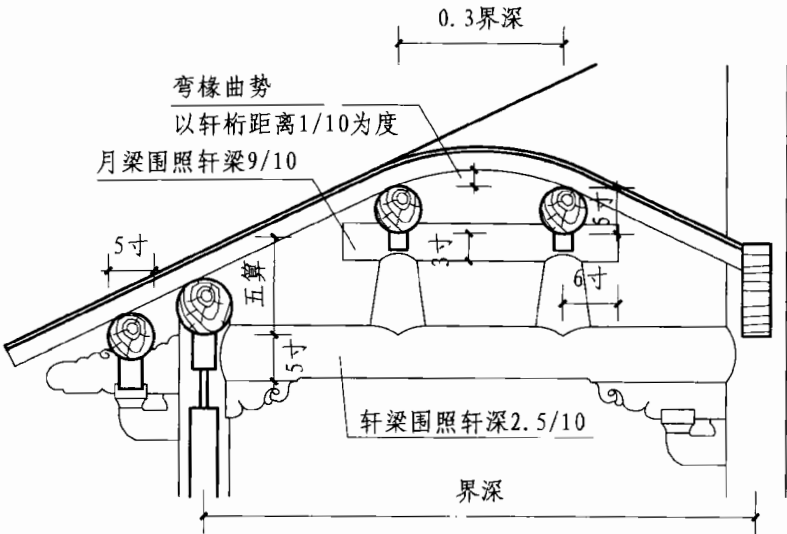 0.3界深
弯椽曲势
以轩桁距离1/10为度
月梁围照轩梁9/10
5寸
五算
3寸
5寸
6寸
5寸
轩梁围照轩深2.5/10
界深